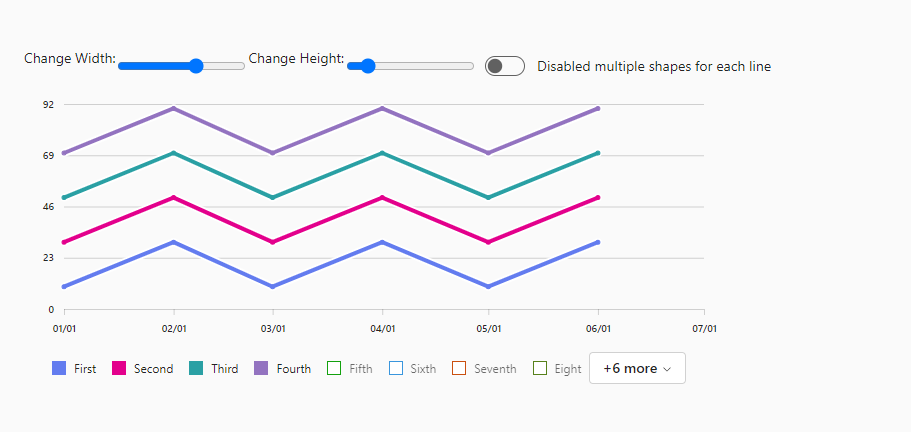 Change Width: Change Height: Disabled multiple shapes for each line
92
69
46
23
0
01/01 02/01 03/01 04/01 05/01 06/01 07/01
First Second Third Fourth Fifth Sixth Seventh Eight +6 more